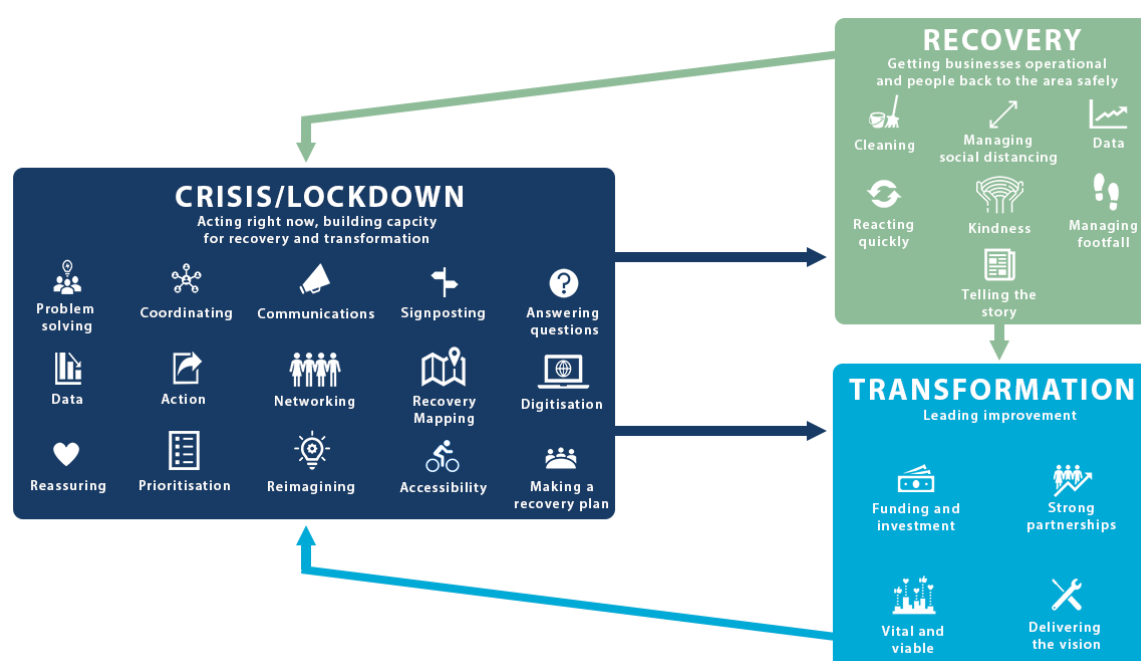 RECOVERY
Getting businesses operational
and people back to the area safely
Cleaning
Managing
social distancing
Data
Reacting
quickly
Kindness
Managing
footfall
Telling the
story
CRISIS/LOCKDOWN
Acting right now, building capcity
for recovery and transformation
Problem
solving
Coordinating
Communications
Signposting
Answering
questions
Data
Action
Networking
Recovery
Mapping
Digitisation
Reassuring
Prioritisation
Reimagining
Accessibility
Making a
recovery plan
TRANSFORMATION
Leading improvement
Funding and
investment
Strong
partnerships
Vital and
viable
Delivering
the vision